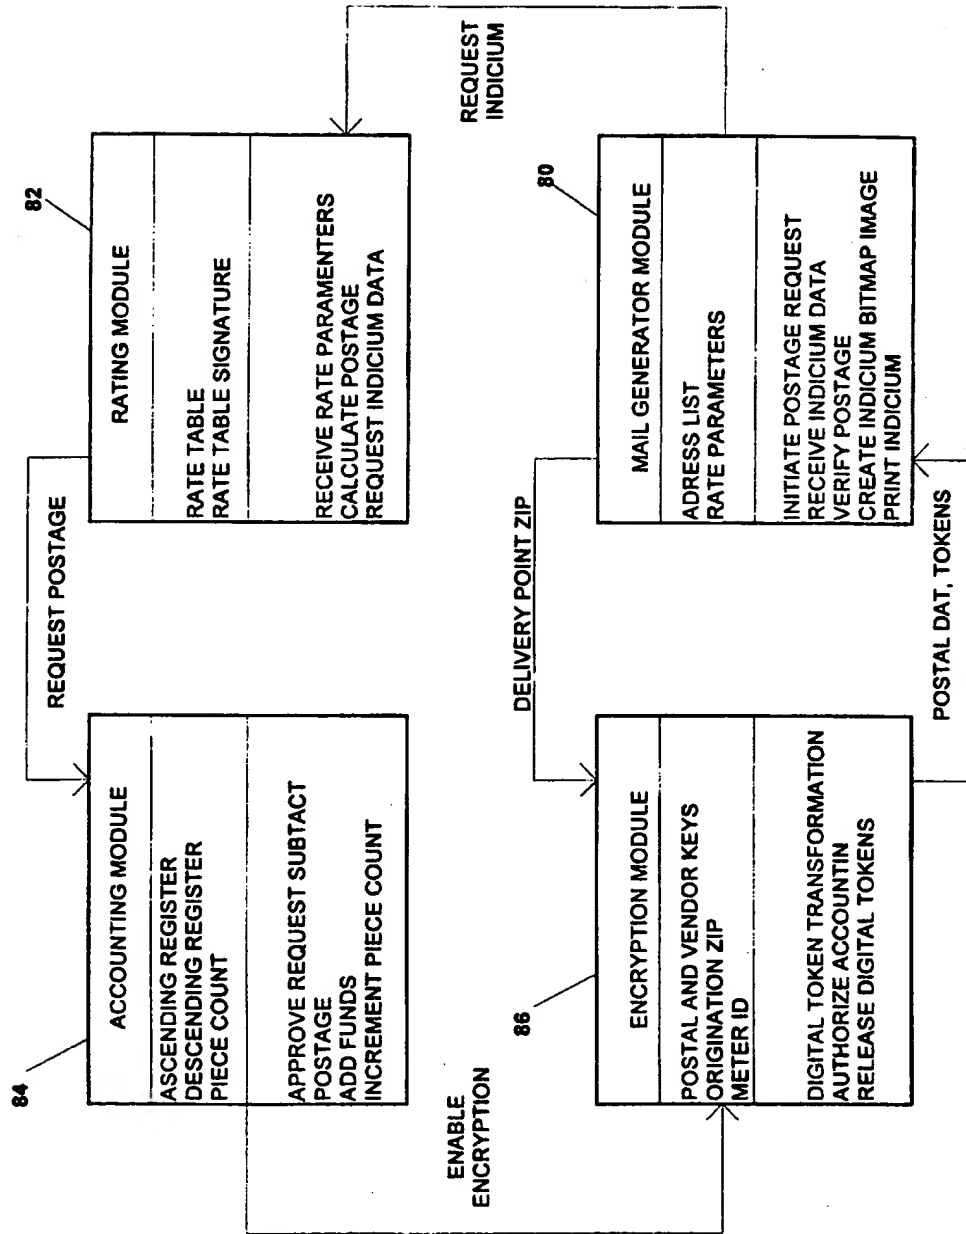 84
ACCOUNTING MODULE
ASCENDING REGISTER
DESCENDING REGISTER
PIECE COUNT
APPROVE REQUEST SUBTACT
POSTAGE
ADD FUNDS
INCREMENT PIECE COUNT
REQUEST POSTAGE
82
RATING MODULE
RATE TABLE
RATE TABLE SIGNATURE
RECEIVE RATE PARAMENTERS
CALCULATE POSTAGE
REQUEST INDICIUM DATA
ENABLE
ENCRYPTION
REQUEST
INDICIUM
86
ENCRYPTION MODULE
POSTAL AND VENDOR KEYS
ORIGINATION ZIP
METER ID
DIGITAL TOKEN TRANSFORMATION
AUTHORIZE ACCOUNTIN
RELEASE DIGITAL TOKENS
DELIVERY POINT ZIP
80
MAIL GENERATOR MODULE
ADRESS LIST
RATE PARAMETERS
INITIATE POSTAGE REQUEST
RECEIVE INDICIUM DATA
VERIFY POSTAGE
CREATE INDICIUM BITMAP IMAGE
PRINT INDICIUM
POSTAL DAT, TOKENS